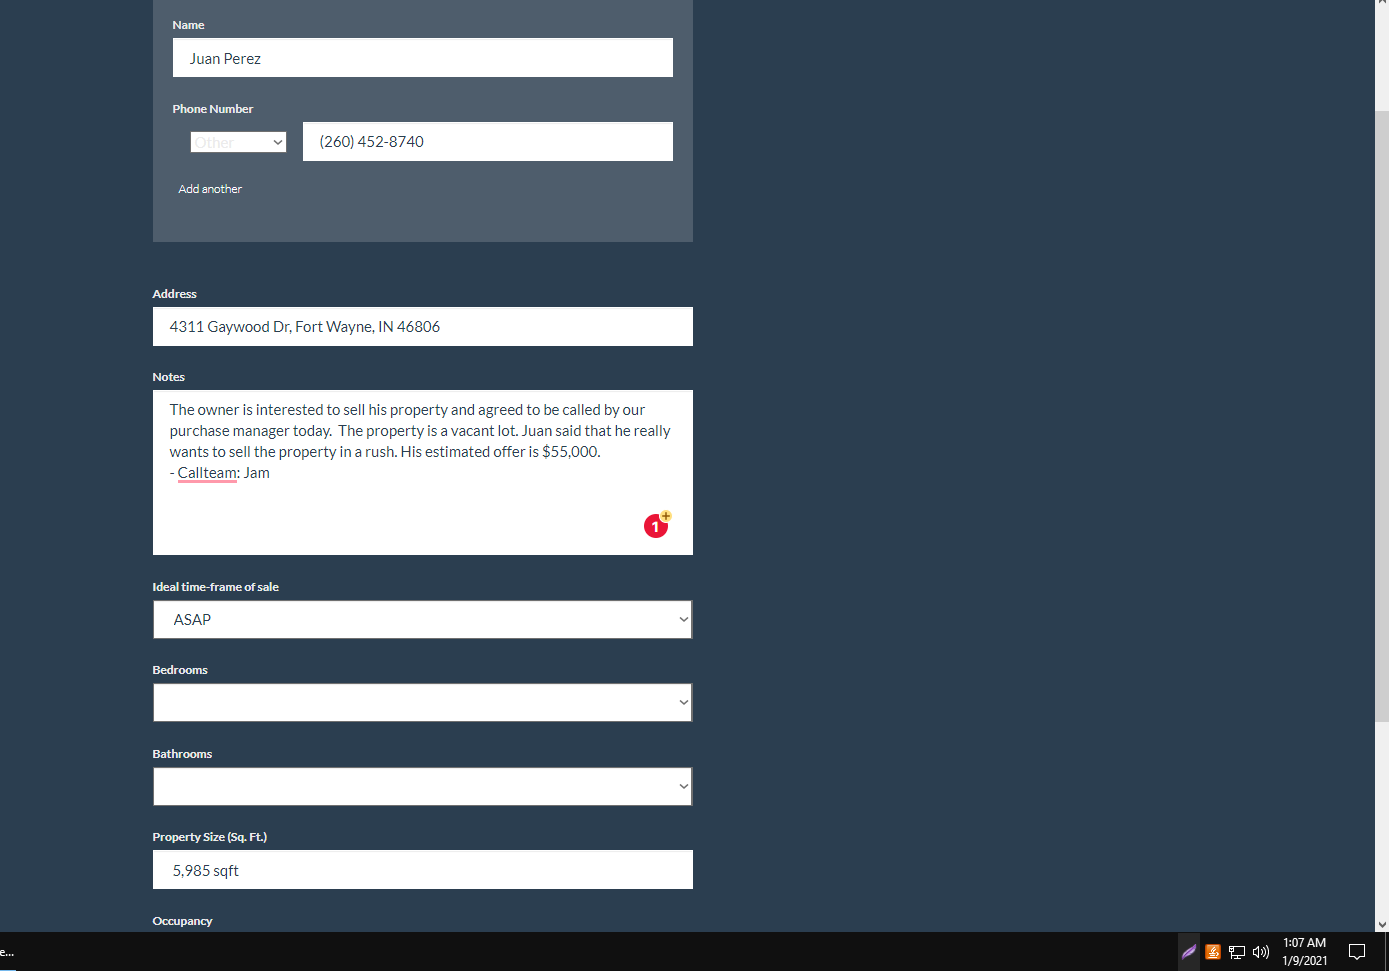 Name
Juan Perez
Phone Number
Other
(260) 452-8740
Add another
Address
4311 Gaywood Dr, Fort Wayne, IN 46806
Notes
The owner is interested to sell his property and agreed to be called by our
purchase manager today.  The property is a vacant lot. Juan said that he really
wants to sell the property in a rush. His estimated offer is $55,000.
- Callteam: Jam
1+
Ideal time-frame of sale
ASAP
Bedrooms
Bathrooms
Property Size (Sq. Ft.)
5,985 sqft
Occupancy
e...
1:07 AM
1/9/2021